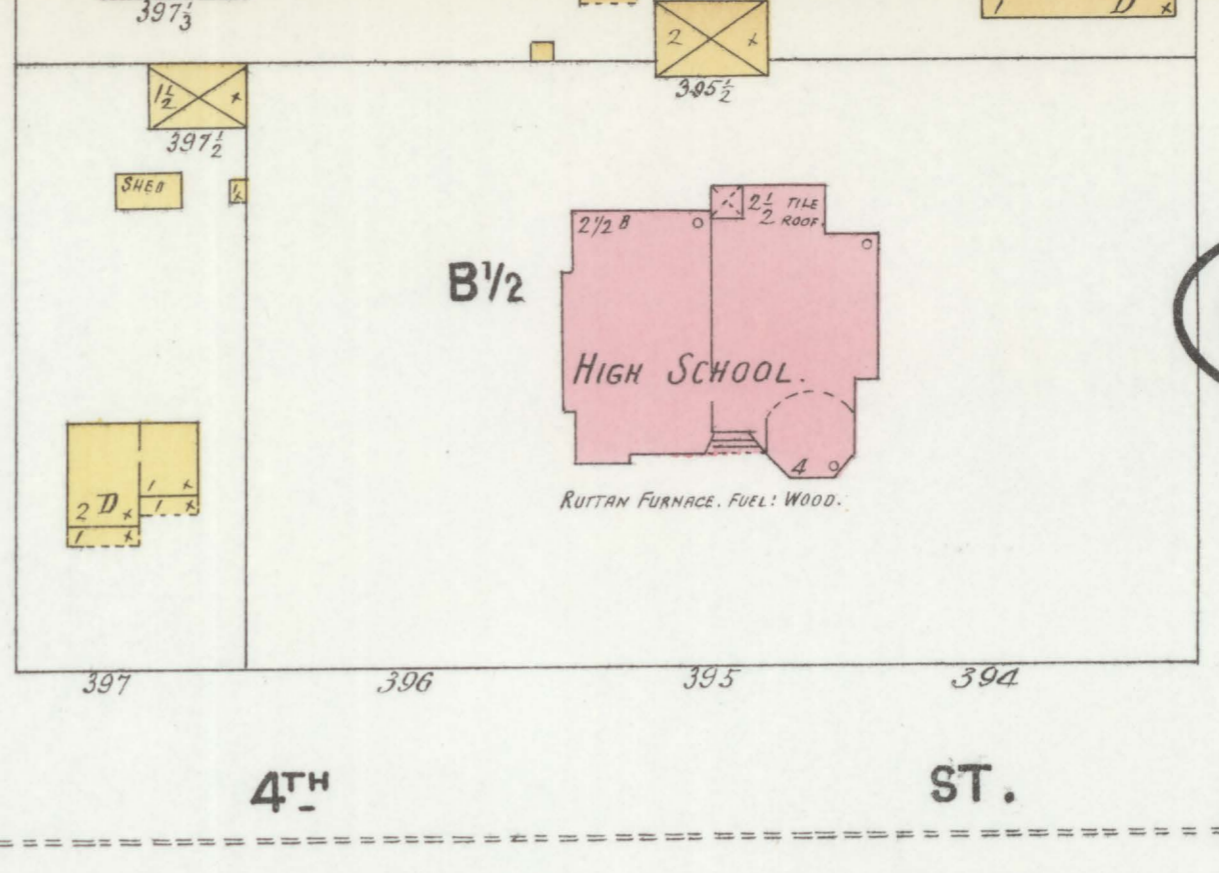 397⅓
1 D x
2 x
395½
1½ x
397½
SHED
2½ TILE
ROOF.
2½ B
B½
HIGH SCHOOL.
4
RUTTAN FURNACE. FUEL: WOOD.
1 x
2 D x
1 x
1 x
397
396
395
394
4TH
ST.